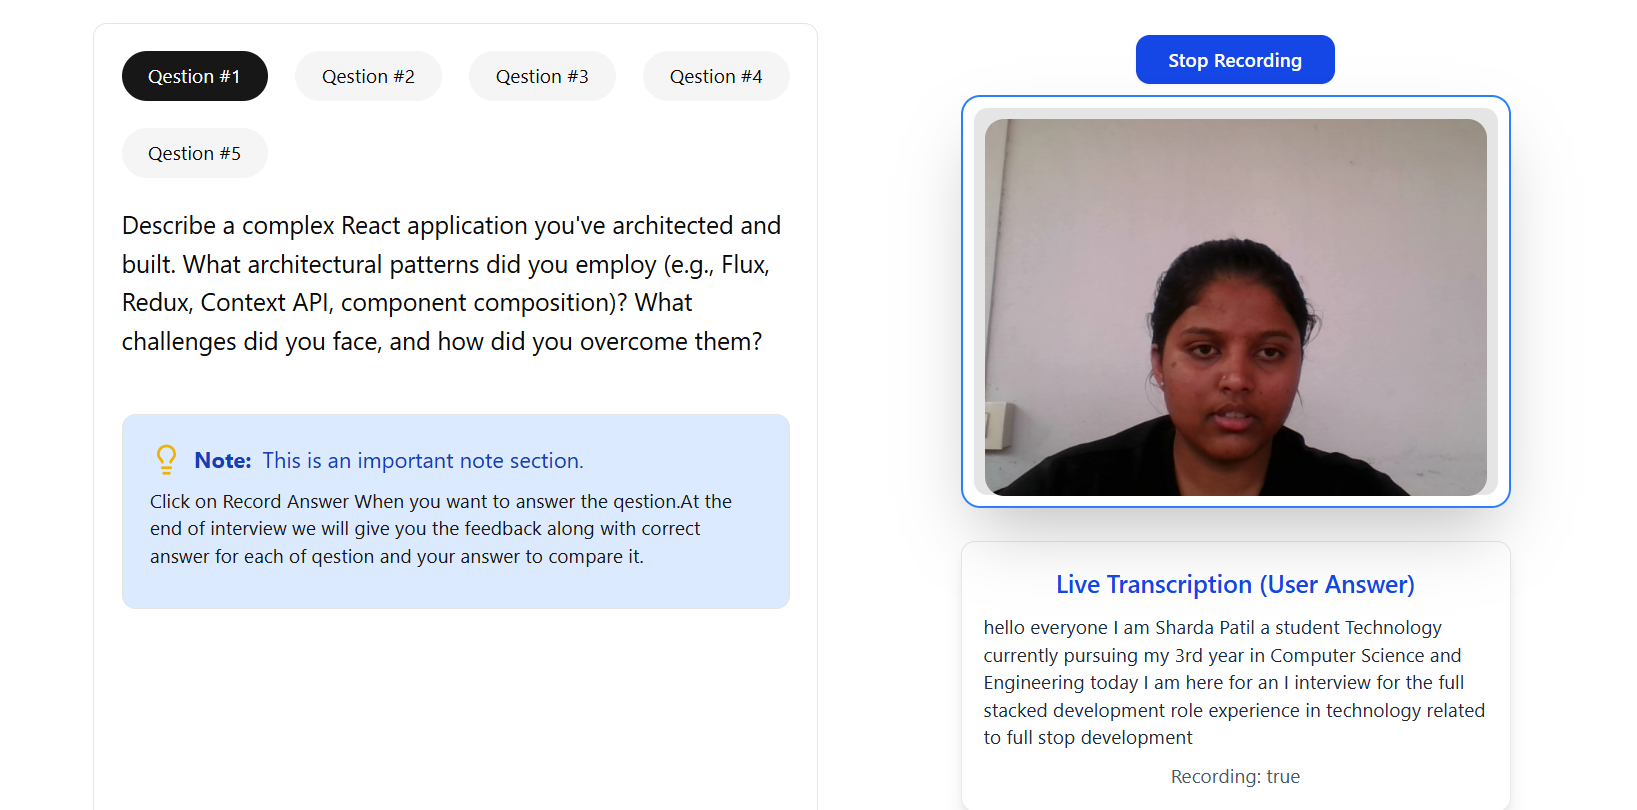 Qestion #1
Qestion #2
Qestion #3
Qestion #4
Qestion #5
Describe a complex React application you've architected and
built. What architectural patterns did you employ (e.g., Flux,
Redux, Context API, component composition)? What
challenges did you face, and how did you overcome them?
Note: This is an important note section.
Click on Record Answer When you want to answer the qestion.At the
end of interview we will give you the feedback along with correct
answer for each of qestion and your answer to compare it.
Stop Recording
Live Transcription (User Answer)
hello everyone I am Sharda Patil a student Technology
currently pursuing my 3rd year in Computer Science and
Engineering today I am here for an I interview for the full
stacked development role experience in technology related
to full stop development
Recording: true